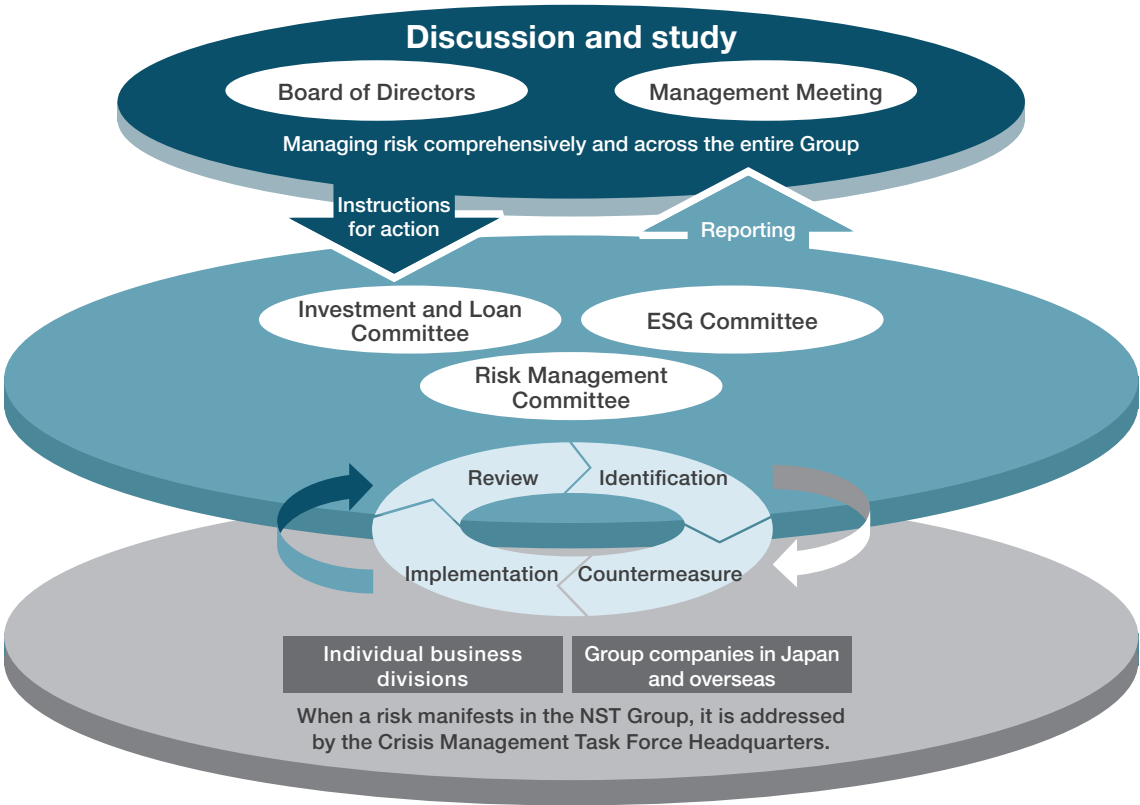 Discussion and study
Board of Directors
Management Meeting
Managing risk comprehensively and across the entire Group
Instructions
for action
Reporting
Investment and Loan
Committee
ESG Committee
Risk Management
Committee
Review
Identification
Implementation
Countermeasure
Individual business
divisions
Group companies in Japan
and overseas
When a risk manifests in the NST Group, it is addressed
by the Crisis Management Task Force Headquarters.